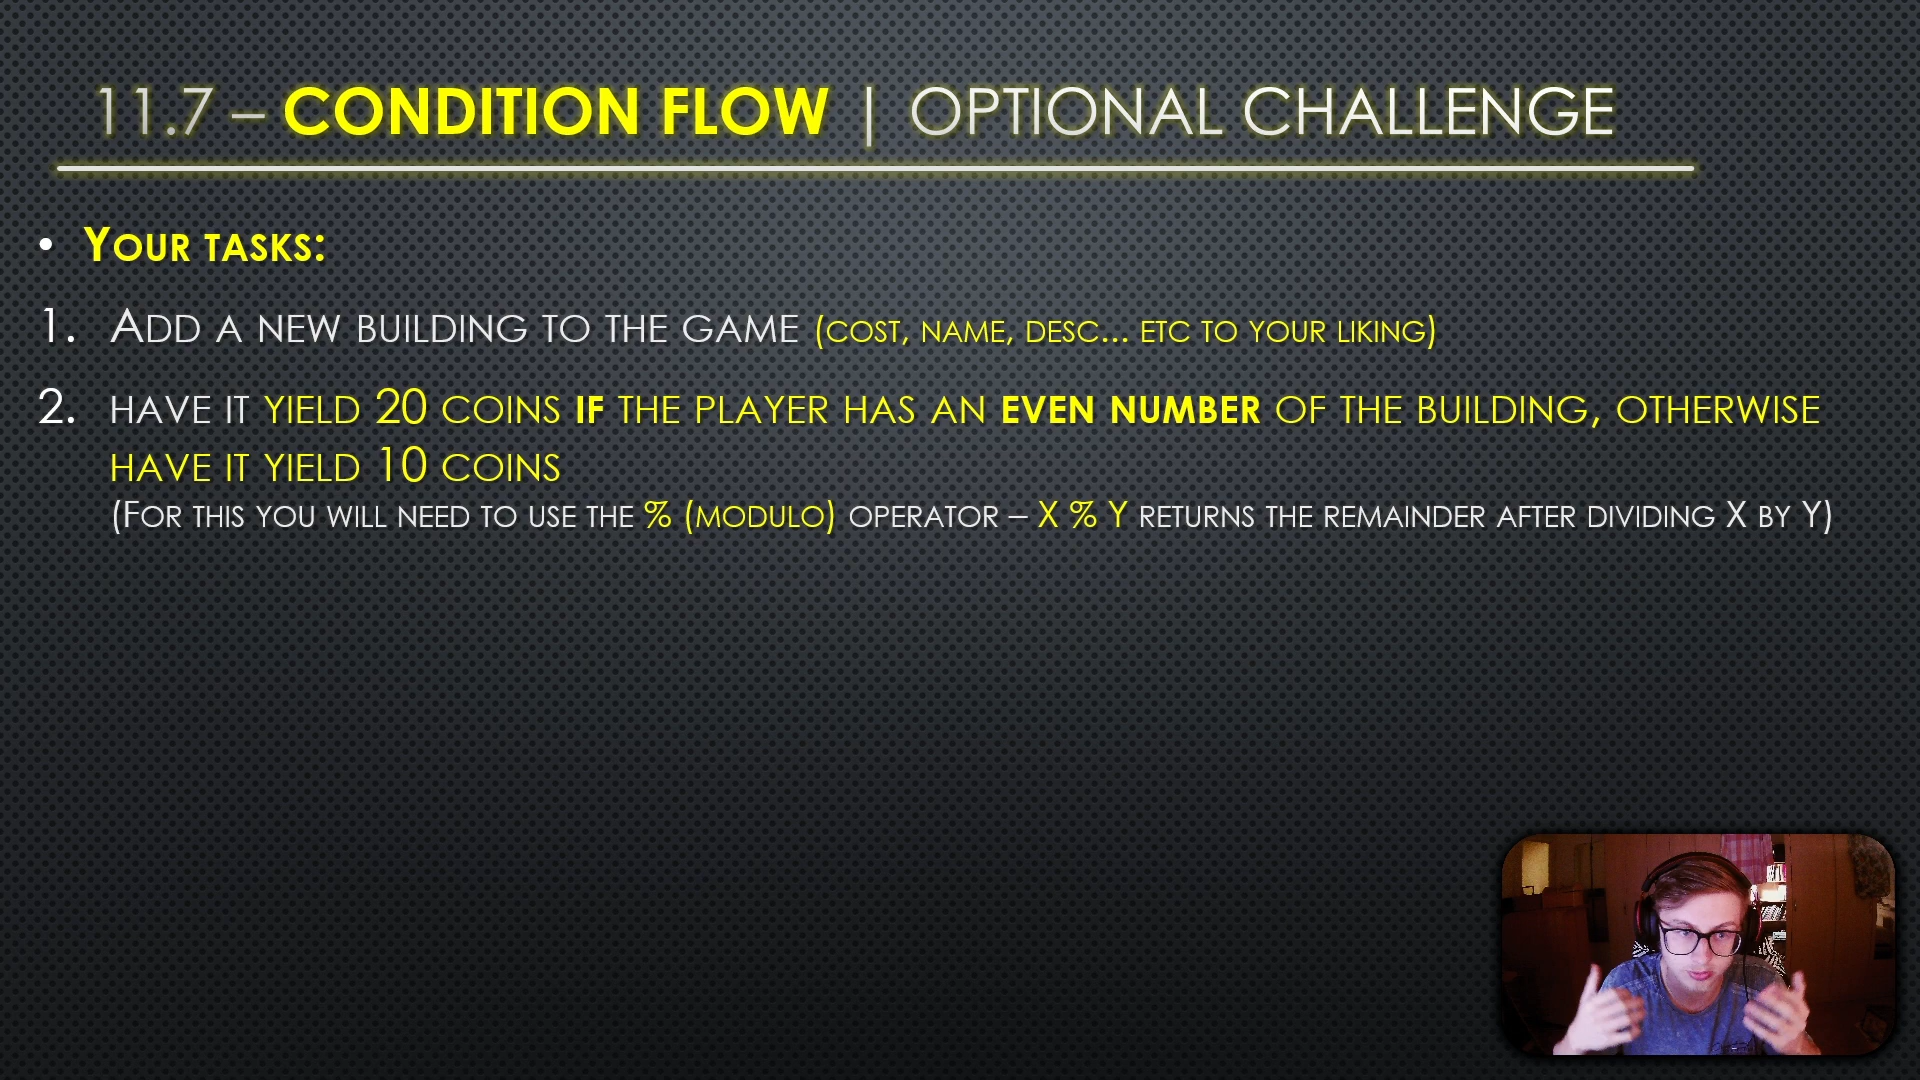 11.7 – CONDITION FLOW | OPTIONAL CHALLENGE
• YOUR TASKS:
1. ADD A NEW BUILDING TO THE GAME (COST, NAME, DESC... ETC TO YOUR LIKING)
2. HAVE IT YIELD 20 COINS IF THE PLAYER HAS AN EVEN NUMBER OF THE BUILDING, OTHERWISE
HAVE IT YIELD 10 COINS
(FOR THIS YOU WILL NEED TO USE THE % (MODULO) OPERATOR – X % Y RETURNS THE REMAINDER AFTER DIVIDING X BY Y)